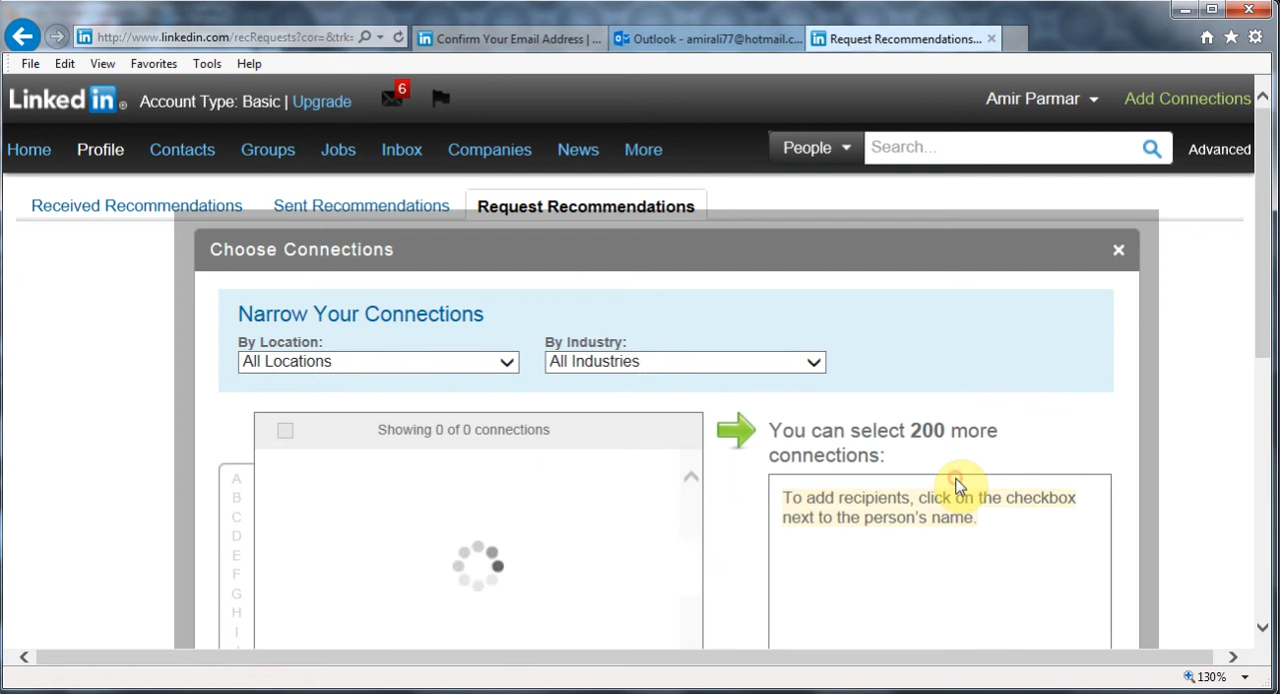 http://www.linkedin.com/recRequests?cor=&trk=
Confirm Your Email Address | ...
Outlook - amirali77@hotmail.c...
Request Recommendations...
File Edit View Favorites Tools Help
Linked in® Account Type: Basic | Upgrade 6 Amir Parmar Add Connections
Home Profile Contacts Groups Jobs Inbox Companies News More People Search... Advanced
Received Recommendations Sent Recommendations Request Recommendations
Choose Connections
Narrow Your Connections
By Location: By Industry:
All Locations All Industries
Showing 0 of 0 connections
You can select 200 more
connections:
To add recipients, click on the checkbox
next to the person's name.
A
B
C
D
E
F
G
H
I
130%